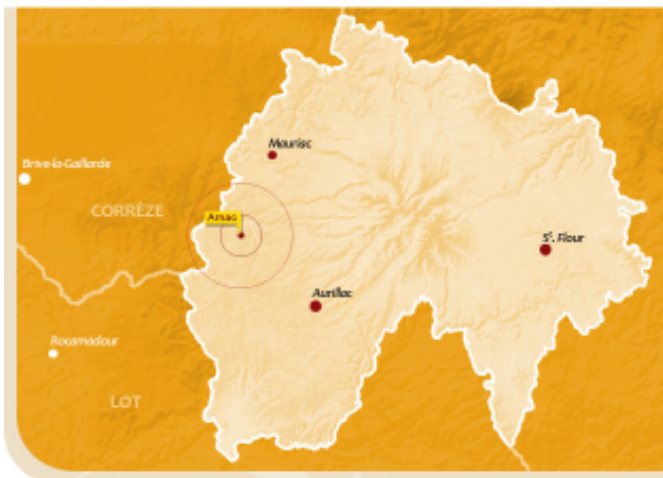 Mauriac
Brive-la-Gaillarde
CORRÈZE
Arnac
St. Flour
Aurillac
Rocamadour
LOT